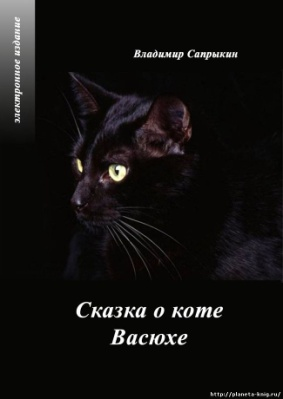 электронное издание
Владимир Сапрыкин
Сказка о коте
Васюхе
http://planeta-knig.ru/